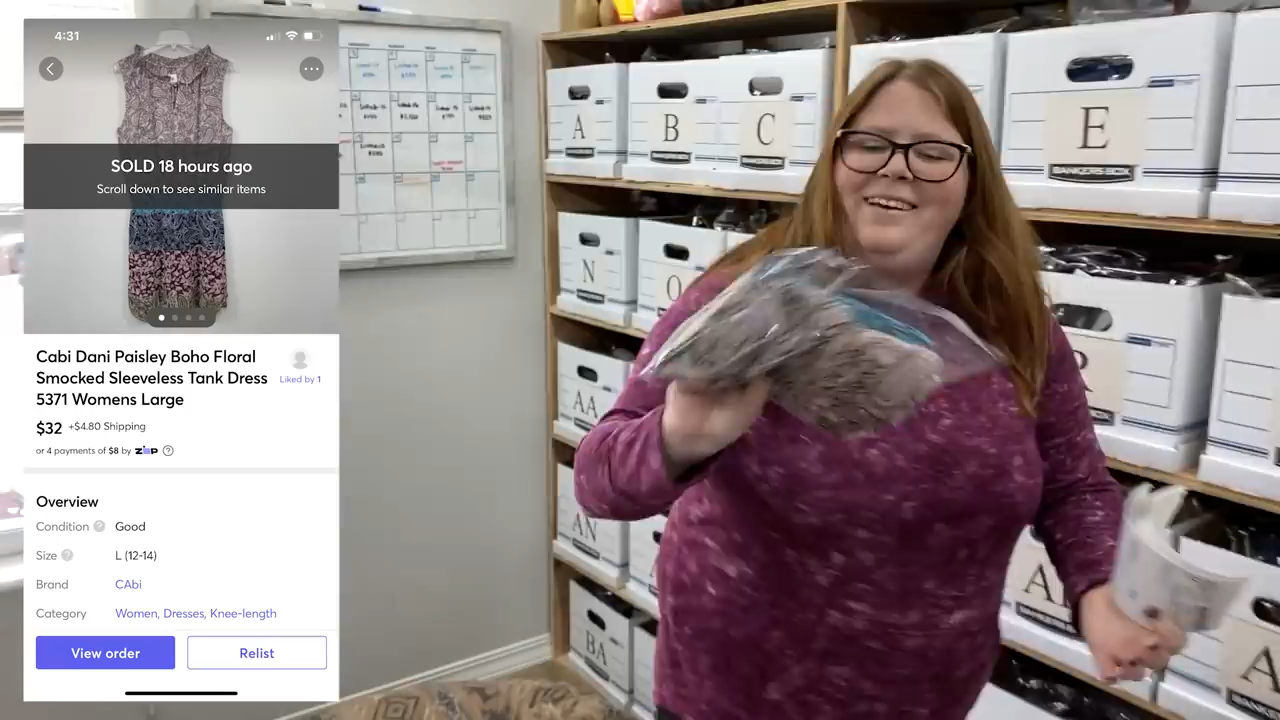 4:31
SOLD 18 hours ago
Scroll down to see similar items
Cabi Dani Paisley Boho Floral
Smocked Sleeveless Tank Dress
5371 Womens Large
Liked by 1
$32 +$4.80 Shipping
or 4 payments of $8 by zip
Overview
Condition Good
Size L (12-14)
Brand CAbi
Category Women, Dresses, Knee-length
View order
Relist
A
B
C
E
BANKERS BOX
N
O
R
AA
AN
BA